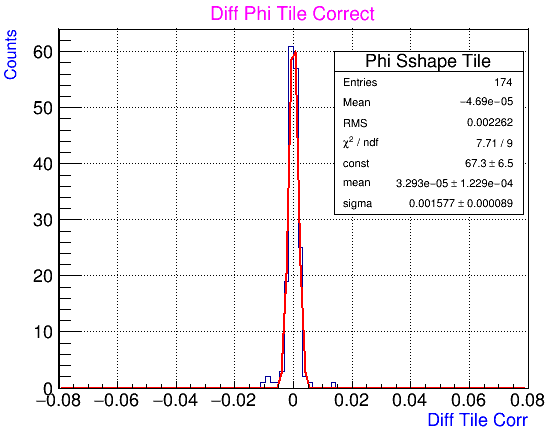 Diff Phi Tile Correct
Counts
Phi Sshape Tile
Entries 174
Mean −4.69e−05
RMS 0.002262
χ² / ndf 7.71 / 9
const 67.3 ± 6.5
mean 3.293e−05 ± 1.229e−04
sigma 0.001577 ± 0.000089
60
50
40
30
20
10
0
−0.08 −0.06 −0.04 −0.02 0 0.02 0.04 0.06 0.08
Diff Tile Corr